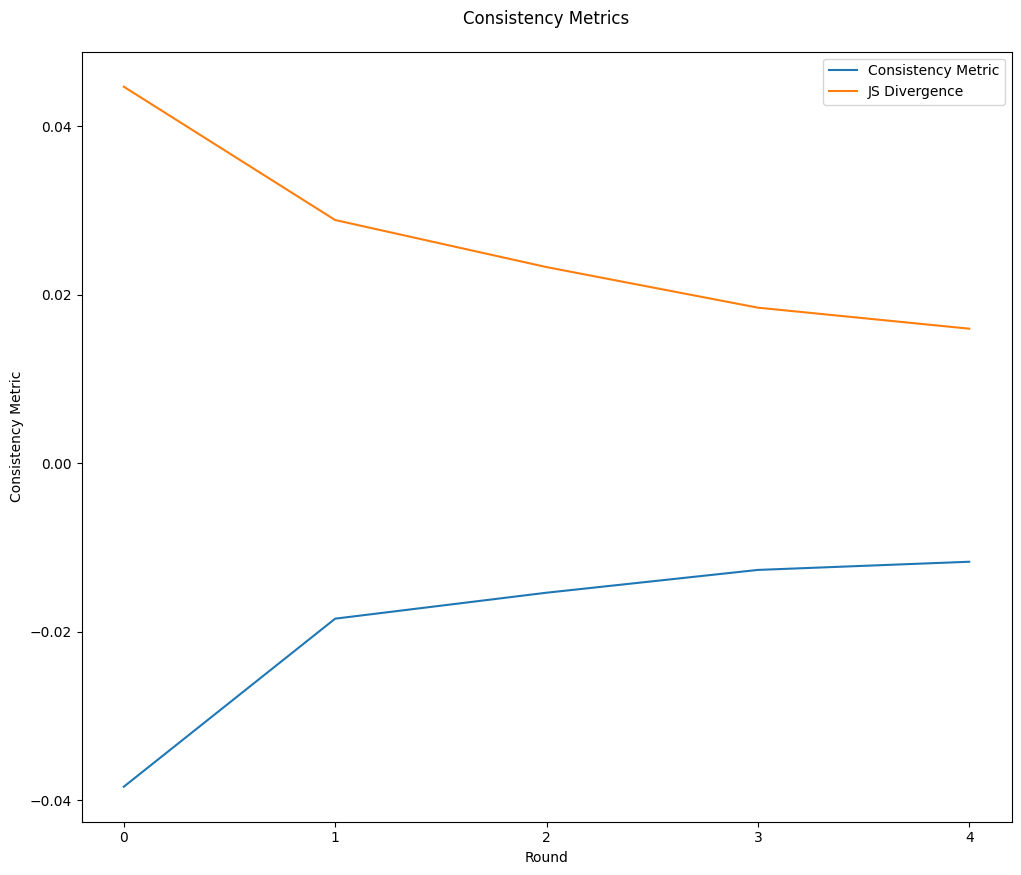 Consistency Metrics
Consistency Metric
JS Divergence
0.04
0.02
0.00
−0.02
−0.04
Consistency Metric
0 1 2 3 4
Round